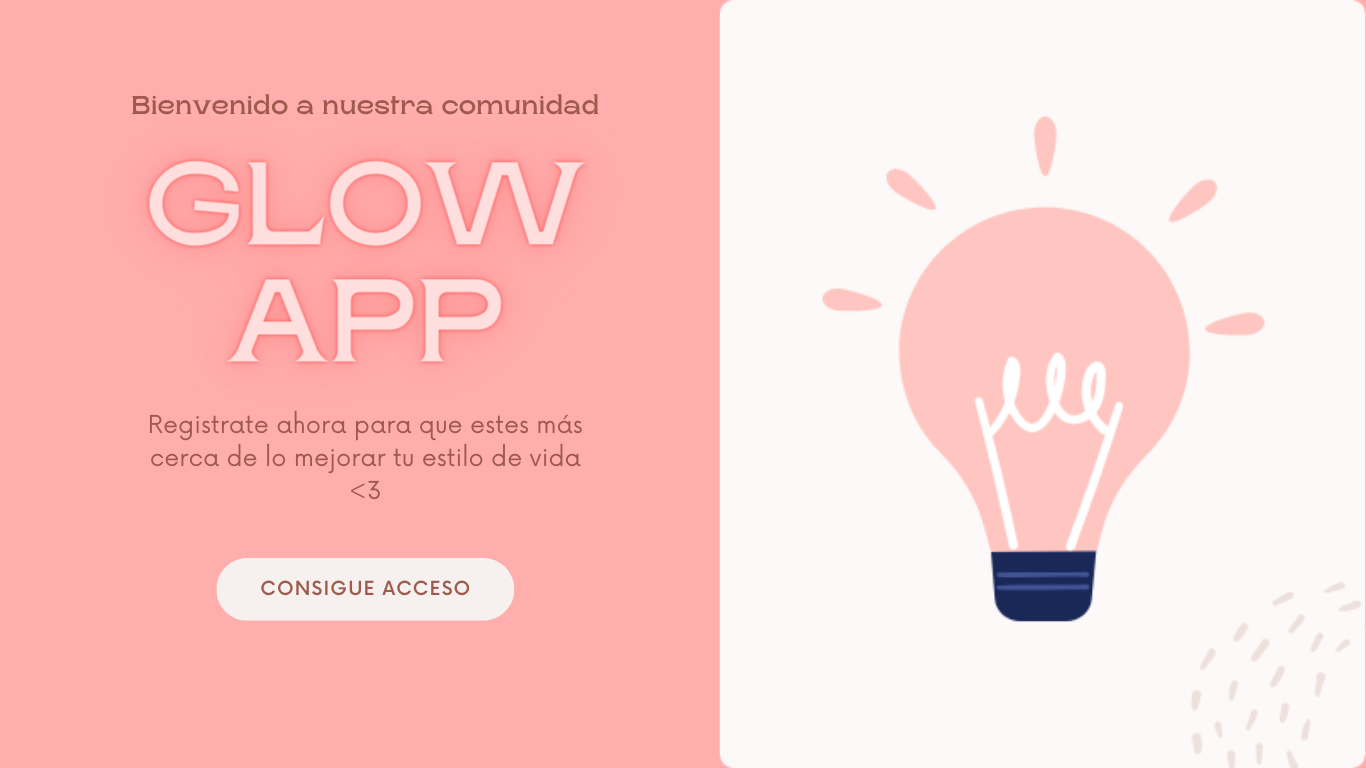 Bienvenido a nuestra comunidad
GLOW
APP
Registrate ahora para que estes más
cerca de lo mejorar tu estilo de vida
<3
CONSIGUE ACCESO